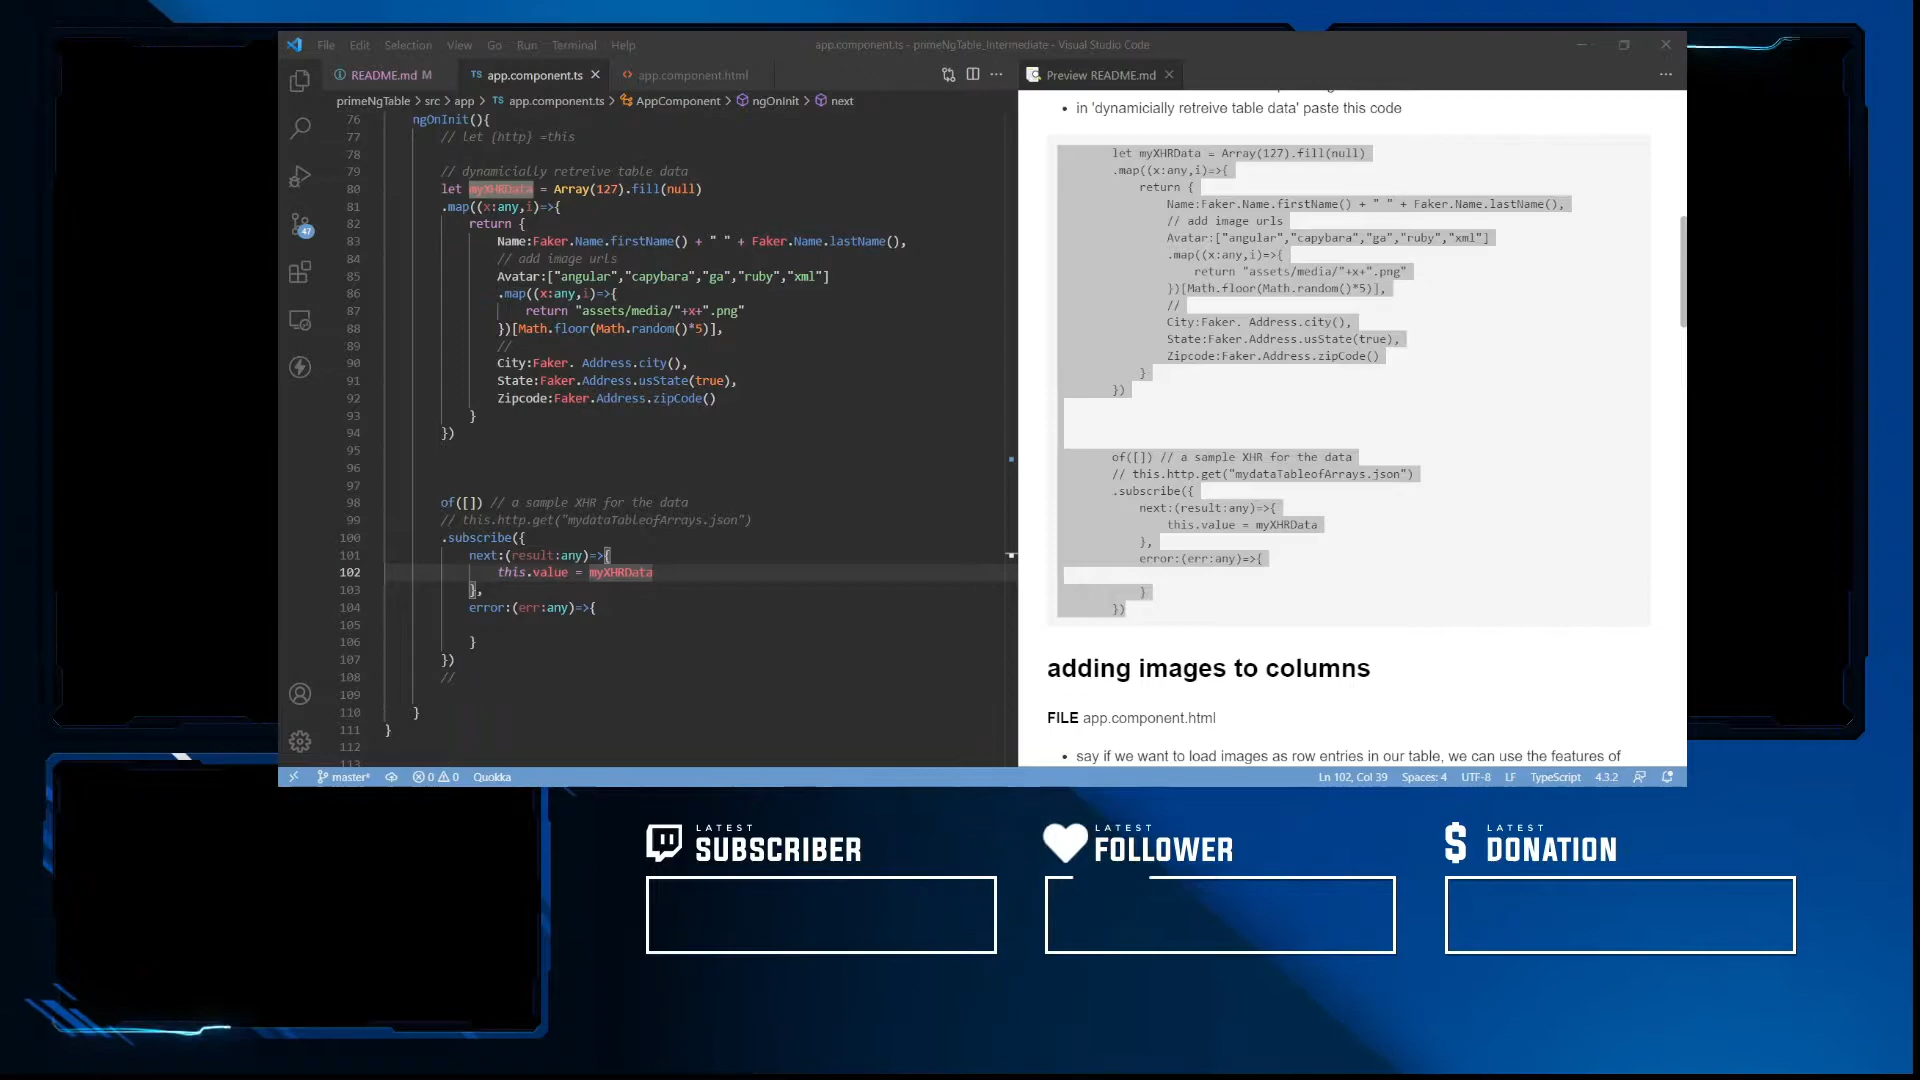 File Edit Selection View Go Run Terminal Help
app.component.ts - primeNgTable_Intermediate - Visual Studio Code
README.md M
TS app.component.ts
app.component.html
Preview README.md
primeNgTable > src > app > TS app.component.ts > AppComponent > ngOnInit > next
76 ngOnInit(){
77 // let {http} =this
78
79 // dynamicially retreive table data
80 let myXHRData = Array(127).fill(null)
81 .map((x:any,i)=>{
82 return {
83 Name:Faker.Name.firstName() + " " + Faker.Name.lastName(),
84 // add image urls
85 Avatar:["angular","capybara","ga","ruby","xml"]
86 .map((x:any,i)=>{
87 return "assets/media/"+x+".png"
88 })[Math.floor(Math.random()*5)],
89 //
90 City:Faker. Address.city(),
91 State:Faker.Address.usState(true),
92 Zipcode:Faker.Address.zipCode()
93 }
94 })
95
96
97
98 of([]) // a sample XHR for the data
99 // this.http.get("mydataTableofArrays.json")
100 .subscribe({
101 next:(result:any)=>{
102 this.value = myXHRData
103 },
104 error:(err:any)=>{
105
106 }
107 })
108 //
109
110 }
111 }
112
113
in 'dynamicially retreive table data' paste this code
let myXHRData = Array(127).fill(null)
.map((x:any,i)=>{
return {
Name:Faker.Name.firstName() + " " + Faker.Name.lastName(),
// add image urls
Avatar:["angular","capybara","ga","ruby","xml"]
.map((x:any,i)=>{
return "assets/media/"+x+".png"
})[Math.floor(Math.random()*5)],
//
City:Faker. Address.city(),
State:Faker.Address.usState(true),
Zipcode:Faker.Address.zipCode()
}
})
of([]) // a sample XHR for the data
// this.http.get("mydataTableofArrays.json")
.subscribe({
next:(result:any)=>{
this.value = myXHRData
},
error:(err:any)=>{
}
})
adding images to columns
FILE app.component.html
say if we want to load images as row entries in our table, we can use the features of
47
master* 0 0 Quokka
Ln 102, Col 39 Spaces: 4 UTF-8 LF TypeScript 4.3.2
LATEST
SUBSCRIBER
LATEST
FOLLOWER
$ LATEST
DONATION